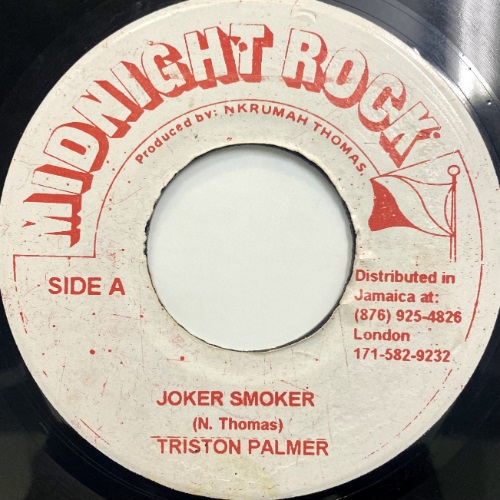 MIDNIGHT ROCK
Produced by: NKRUMAH THOMAS.
SIDE A
Distributed in
Jamaica at:
(876) 925-4826
London
171-582-9232
JOKER SMOKER
(N. Thomas)
TRISTON PALMER